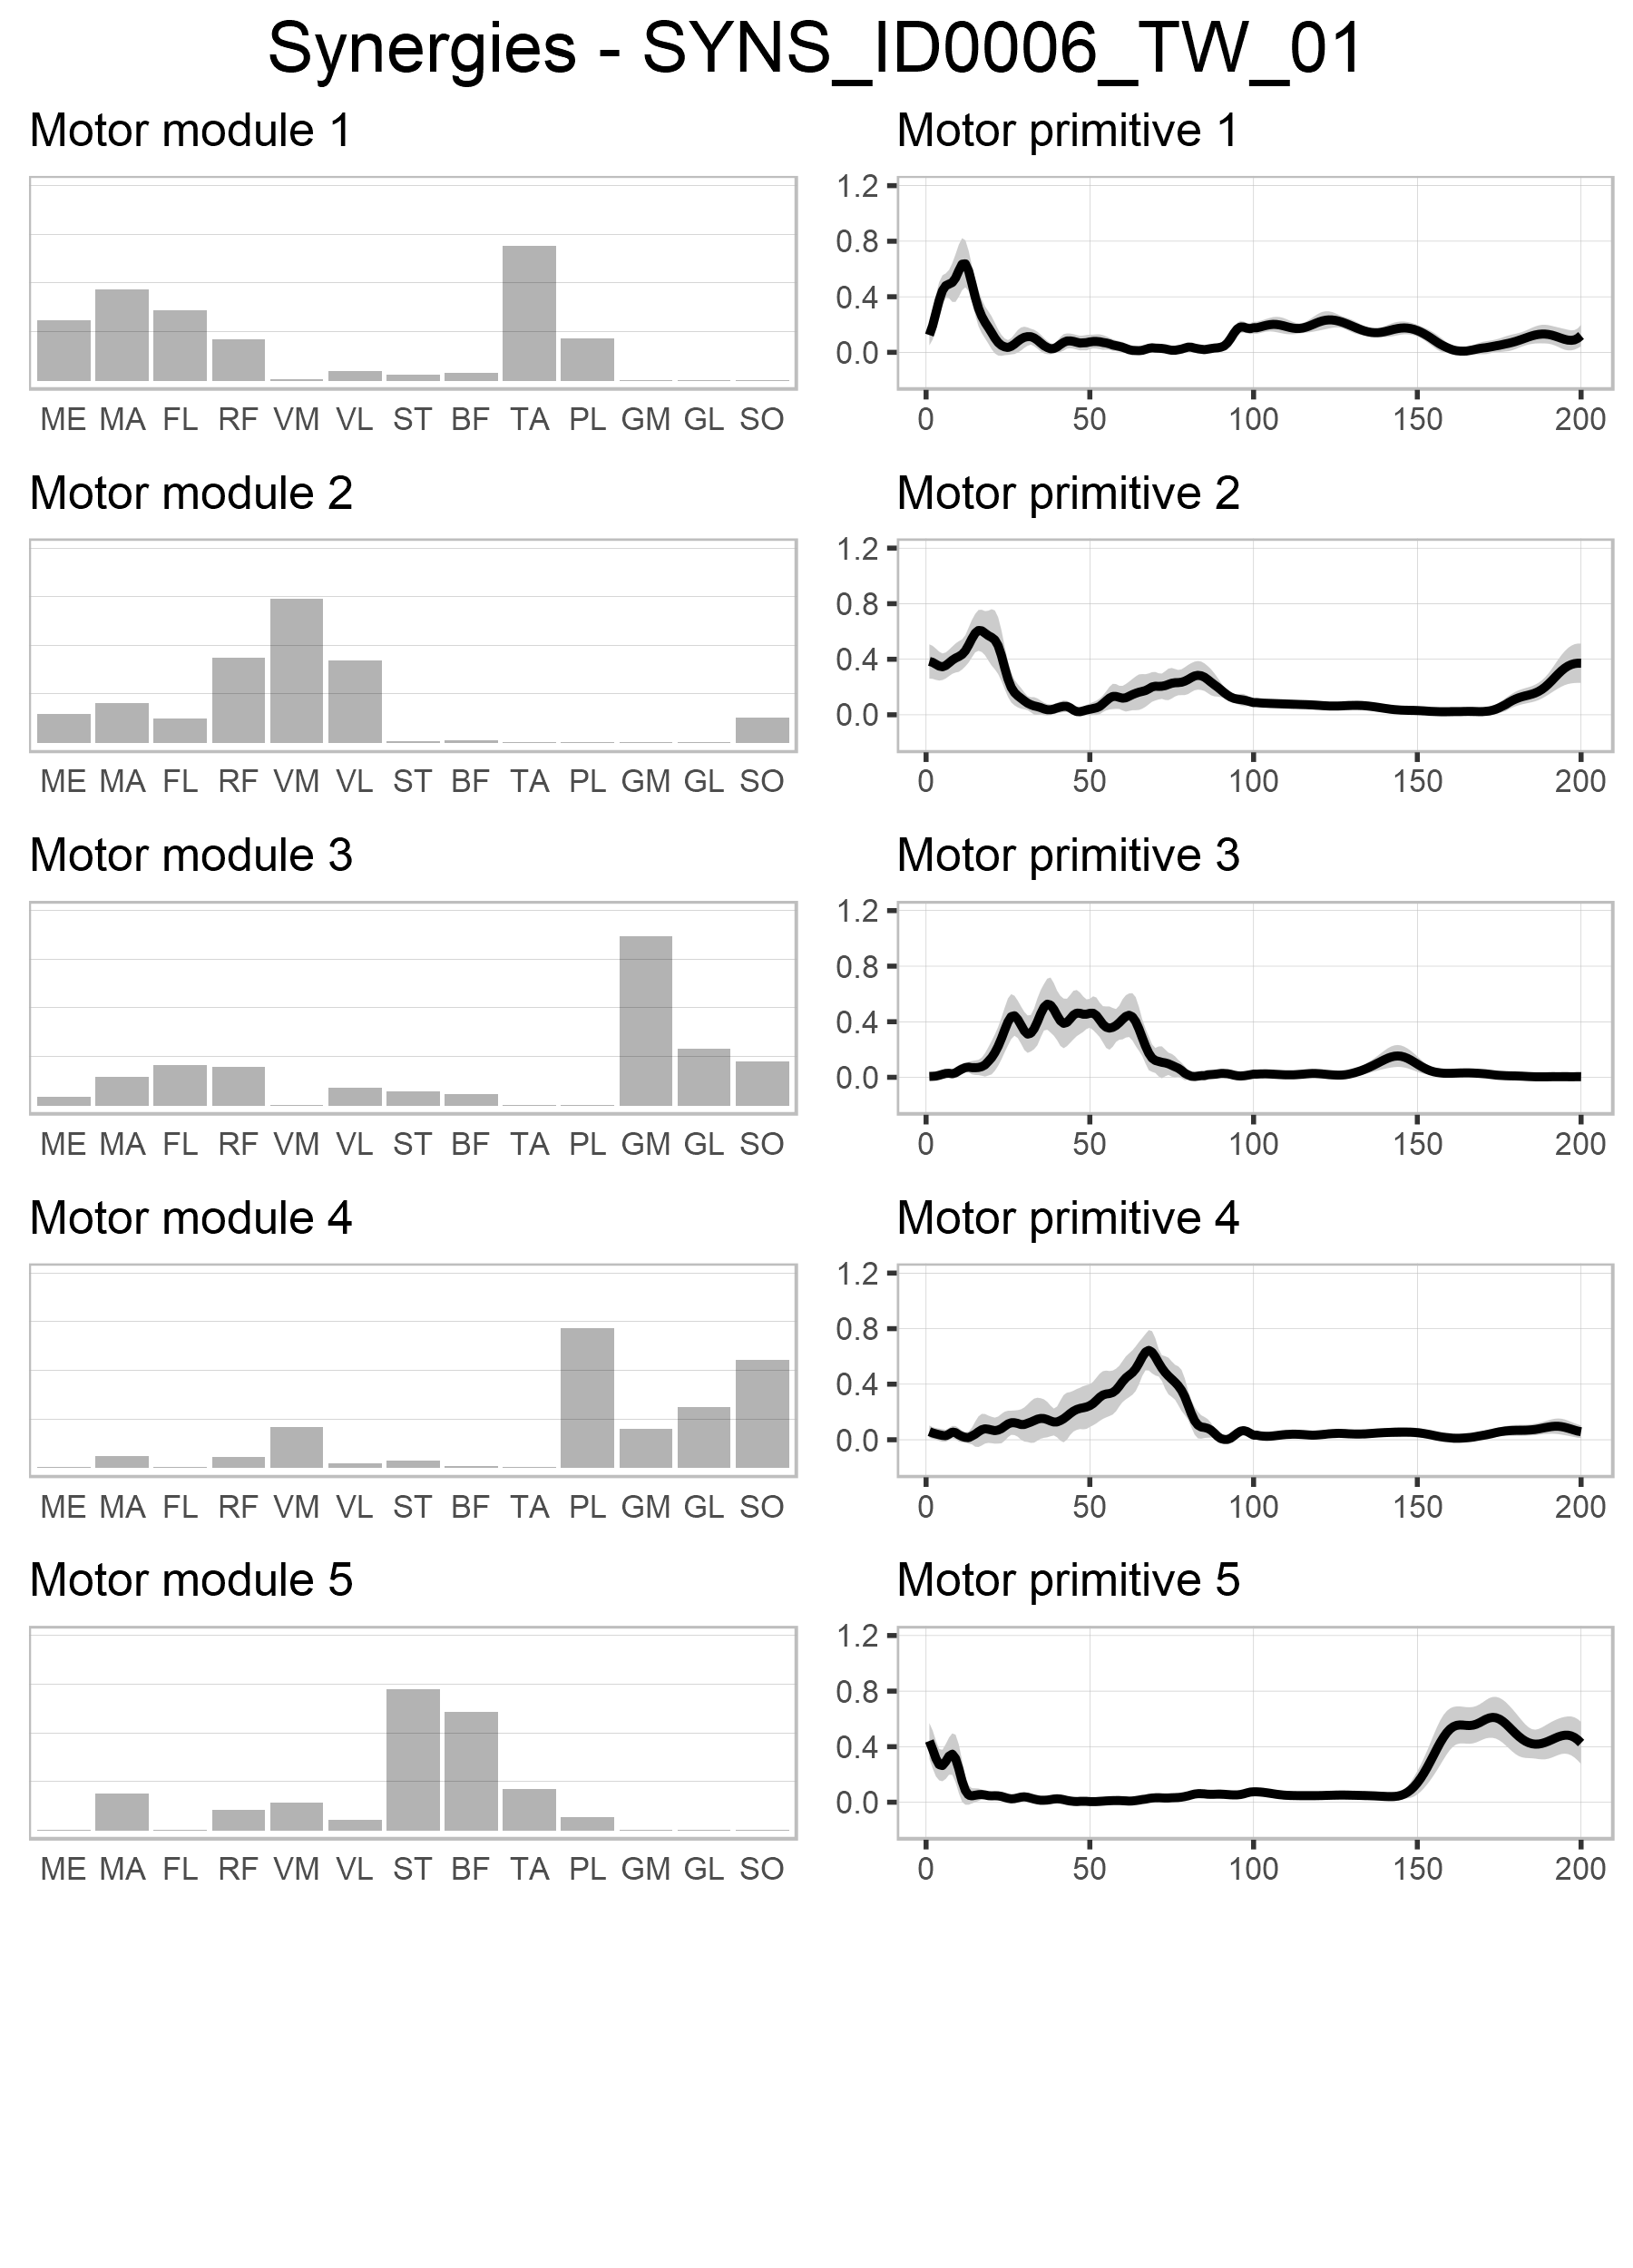 Synergies - SYNS_ID0006_TW_01
Motor module 1
Motor primitive 1
1.2
0.8
0.4
0.0
ME MA FL RF VM VL ST BF TA PL GM GL SO
0 50 100 150 200
Motor module 2
Motor primitive 2
1.2
0.8
0.4
0.0
ME MA FL RF VM VL ST BF TA PL GM GL SO
0 50 100 150 200
Motor module 3
Motor primitive 3
1.2
0.8
0.4
0.0
ME MA FL RF VM VL ST BF TA PL GM GL SO
0 50 100 150 200
Motor module 4
Motor primitive 4
1.2
0.8
0.4
0.0
ME MA FL RF VM VL ST BF TA PL GM GL SO
0 50 100 150 200
Motor module 5
Motor primitive 5
1.2
0.8
0.4
0.0
ME MA FL RF VM VL ST BF TA PL GM GL SO
0 50 100 150 200